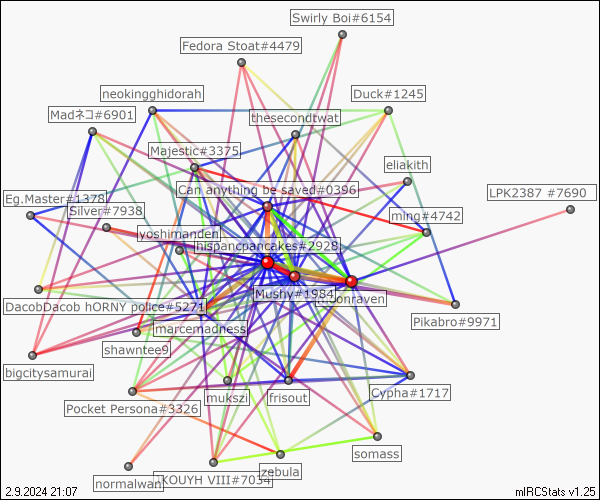 Swirly Boi#6154
Fedora Stoat#4479
neokingghidorah
Duck#1245
Madネコ#6901
thesecondtwat
Majestic#3375
eliakith
Can anything be saved#0396
LPK2387 #7690
Eg.Master#1378
Silver#7938
ming#4742
yoshimanden
hispancpancakes#2928
Mushy#1984
moonraven
DacobDacob hORNY police#5271
Pikabro#9971
marcemadness
shawntee9
bigcitysamurai
Cypha#1717
mukszi
frisout
Pocket Persona#3326
somass
zebula
KOUYH VIII#7034
normalwan
2.9.2024 21:07
mIRCStats v1.25